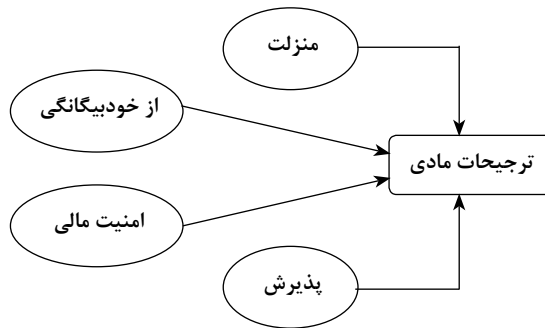 منزلت
از خودبیگانگی
ترجیحات مادی
امنیت مالی
پذیرش